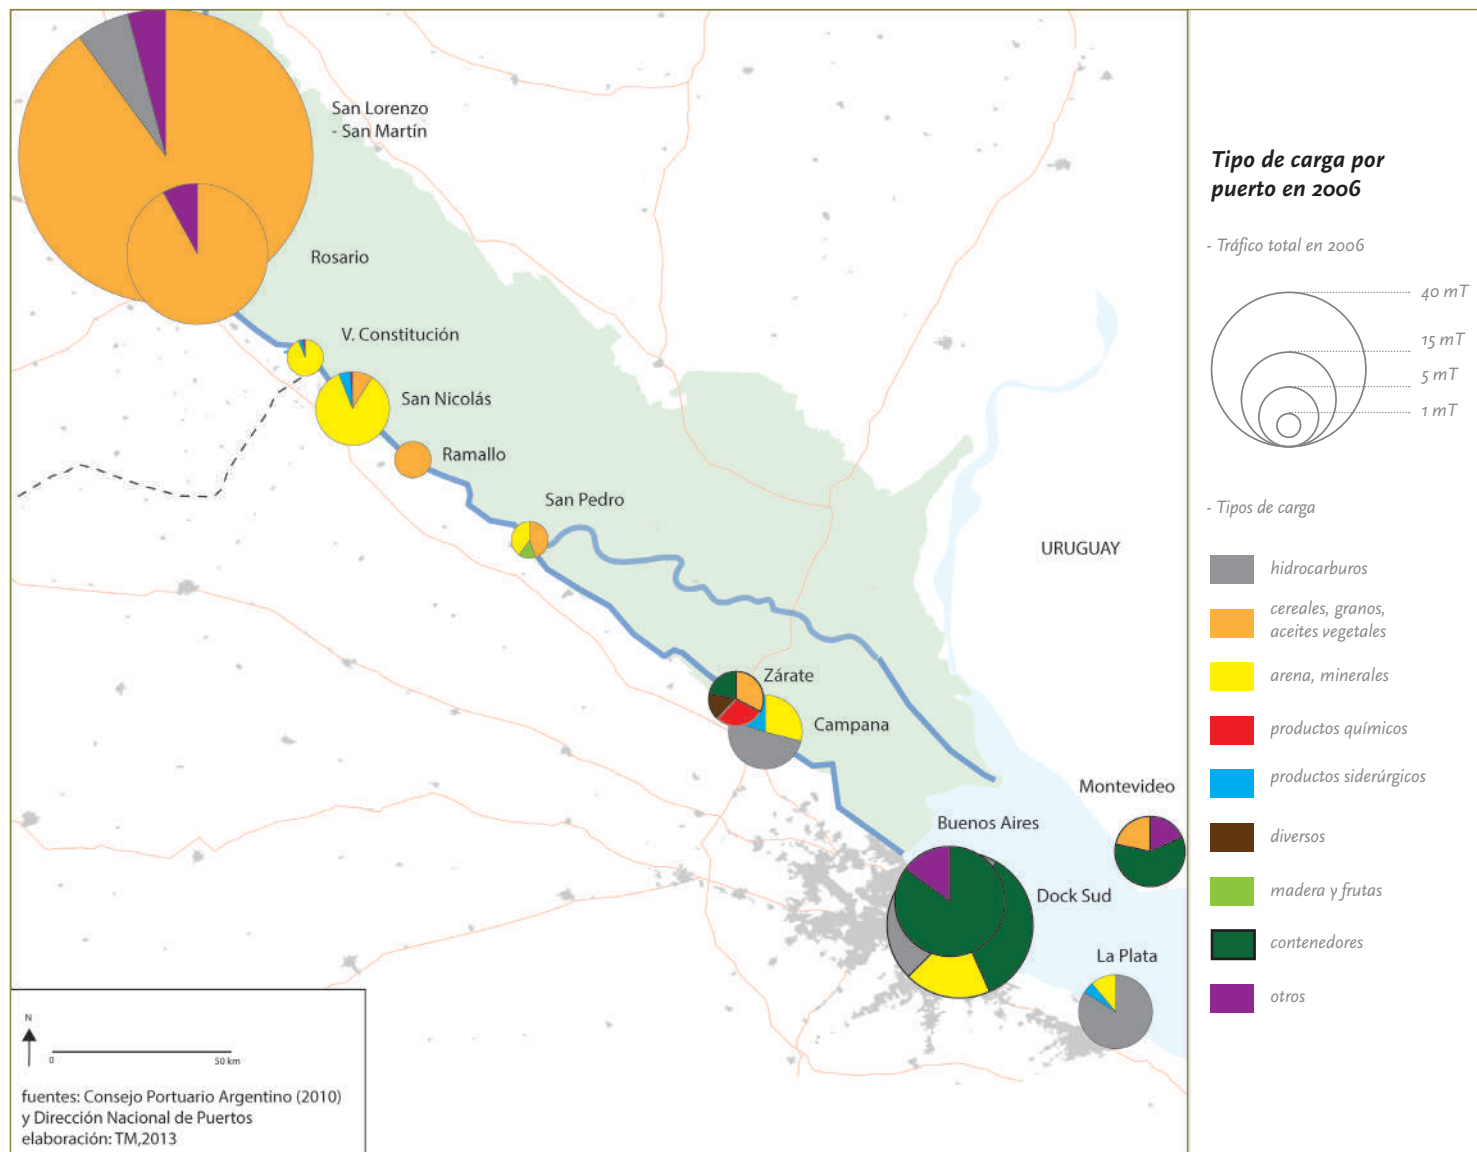 San Lorenzo
- San Martín
Rosario
V. Constitución
San Nicolás
Ramallo
San Pedro
URUGUAY
Zárate
Campana
Montevideo
Buenos Aires
Dock Sud
La Plata
N
0
50 km
fuentes: Consejo Portuario Argentino (2010)
y Dirección Nacional de Puertos
elaboración: TM,2013
Tipo de carga por
puerto en 2006
- Tráfico total en 2006
40 mT
15 mT
5 mT
1 mT
- Tipos de carga
hidrocarburos
cereales, granos,
aceites vegetales
arena, minerales
productos químicos
productos siderúrgicos
diversos
madera y frutas
contenedores
otros